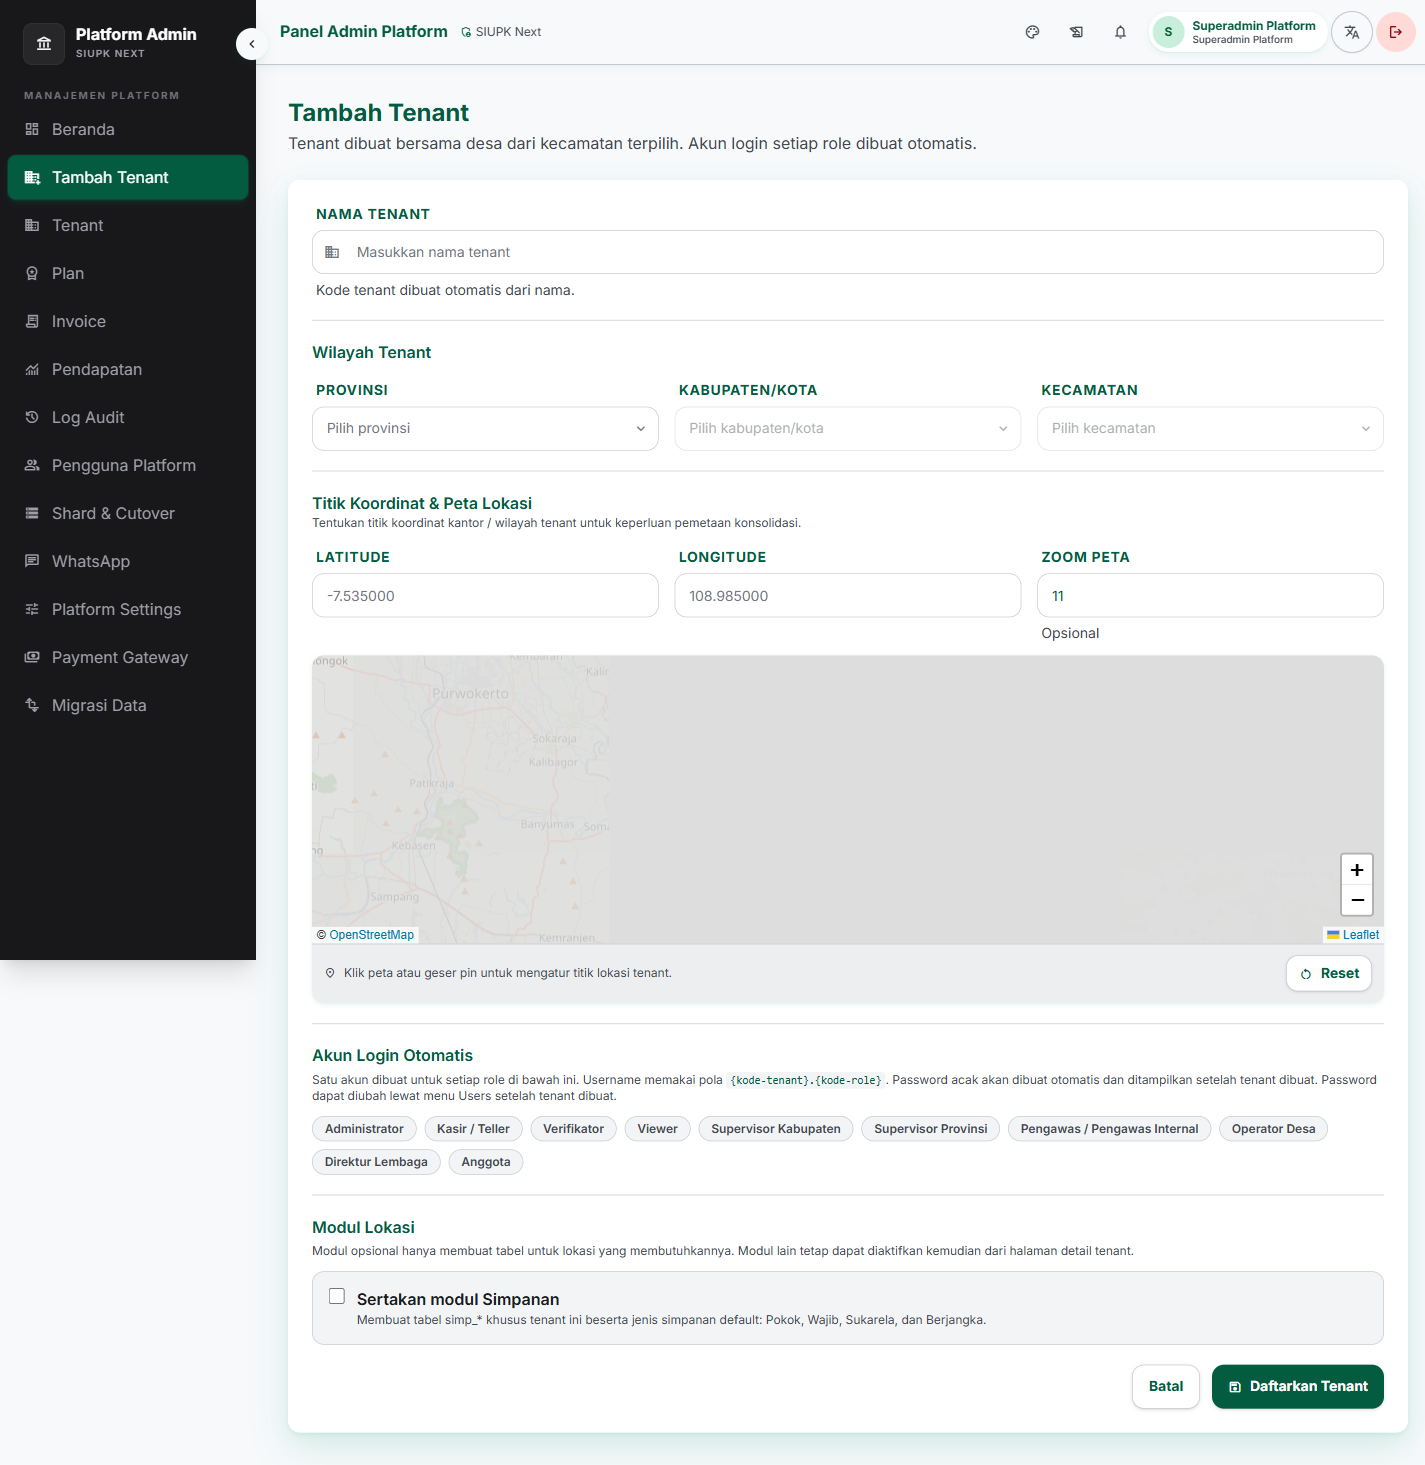 Platform Admin
SIUPK NEXT
MANAJEMEN PLATFORM
Beranda
Tambah Tenant
Tenant
Plan
Invoice
Pendapatan
Log Audit
Pengguna Platform
Shard & Cutover
WhatsApp
Platform Settings
Payment Gateway
Migrasi Data
Panel Admin Platform
SIUPK Next
S
Superadmin Platform
Superadmin Platform
Tambah Tenant
Tenant dibuat bersama desa dari kecamatan terpilih. Akun login setiap role dibuat otomatis.
NAMA TENANT
Masukkan nama tenant
Kode tenant dibuat otomatis dari nama.
Wilayah Tenant
PROVINSI
KABUPATEN/KOTA
KECAMATAN
Pilih provinsi
Pilih kabupaten/kota
Pilih kecamatan
Titik Koordinat & Peta Lokasi
Tentukan titik koordinat kantor / wilayah tenant untuk keperluan pemetaan konsolidasi.
LATITUDE
LONGITUDE
ZOOM PETA
-7.535000
108.985000
11
Opsional
Purwokerto
Sokaraja
Kalibagor
Patikraja
Banyumas
Kebasen
Sampang
Kemranjen
+
−
© OpenStreetMap
Leaflet
Klik peta atau geser pin untuk mengatur titik lokasi tenant.
Reset
Akun Login Otomatis
Satu akun dibuat untuk setiap role di bawah ini. Username memakai pola {kode-tenant}.{kode-role}. Password acak akan dibuat otomatis dan ditampilkan setelah tenant dibuat. Password
dapat diubah lewat menu Users setelah tenant dibuat.
Administrator
Kasir / Teller
Verifikator
Viewer
Supervisor Kabupaten
Supervisor Provinsi
Pengawas / Pengawas Internal
Operator Desa
Direktur Lembaga
Anggota
Modul Lokasi
Modul opsional hanya membuat tabel untuk lokasi yang membutuhkannya. Modul lain tetap dapat diaktifkan kemudian dari halaman detail tenant.
Sertakan modul Simpanan
Membuat tabel simp_* khusus tenant ini beserta jenis simpanan default: Pokok, Wajib, Sukarela, dan Berjangka.
Batal
Daftarkan Tenant